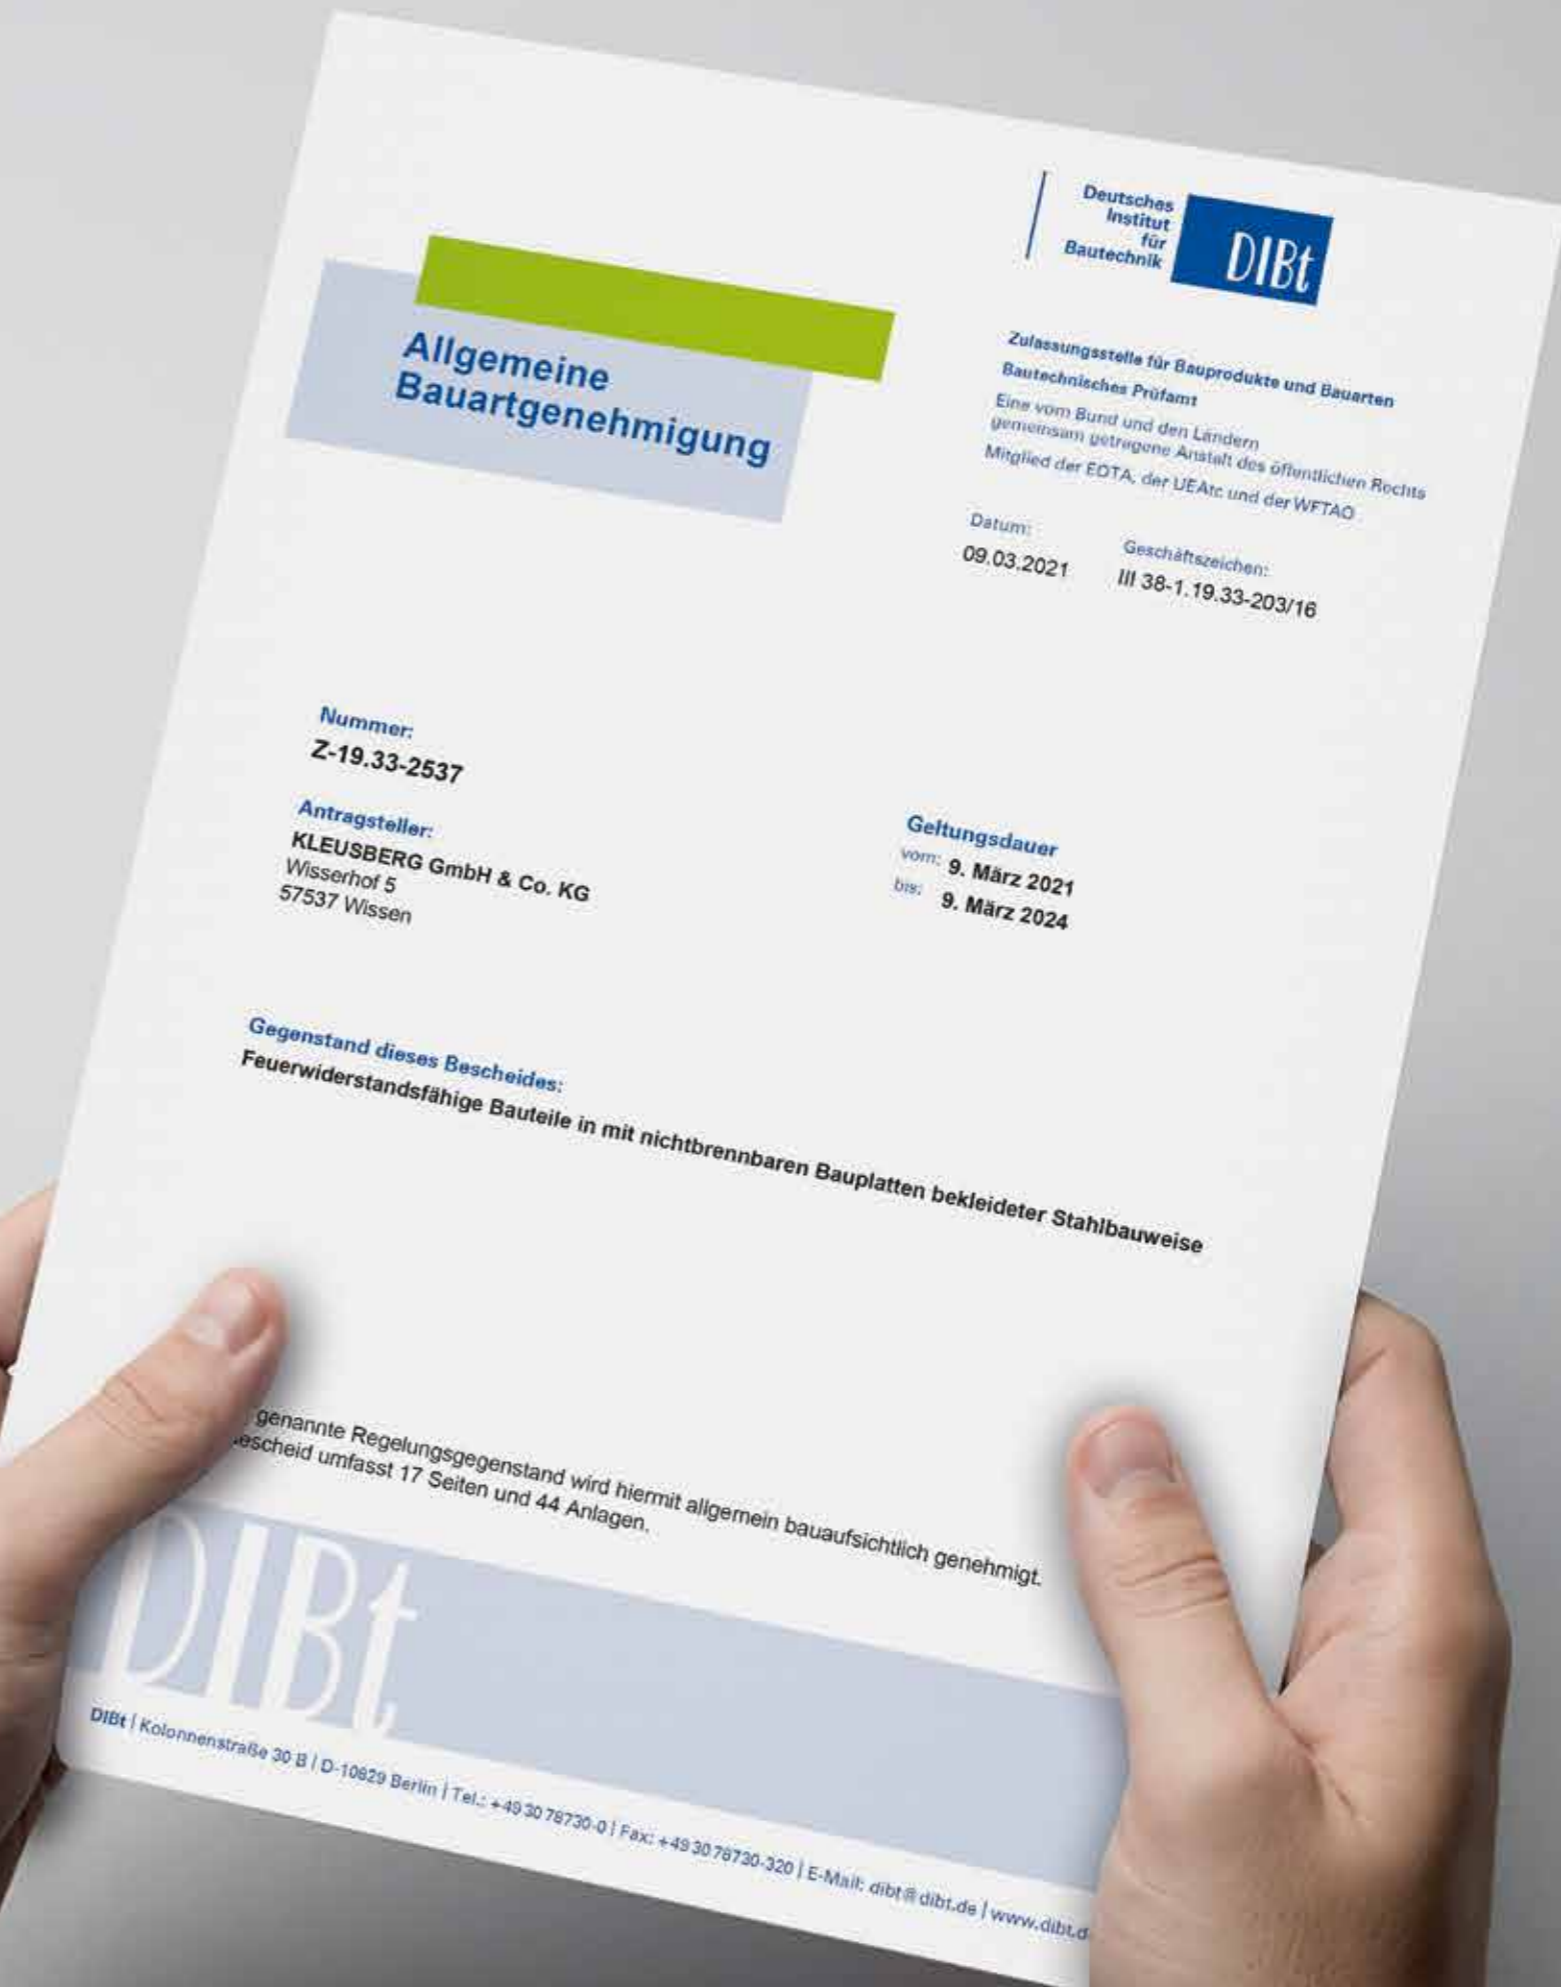 Deutsches
Institut
für
Bautechnik
DIBt
Allgemeine
Bauartgenehmigung
Zulassungsstelle für Bauprodukte und Bauarten
Bautechnisches Prüfamt
Eine vom Bund und den Ländern
gemeinsam getragene Anstalt des öffentlichen Rechts
Mitglied der EOTA, der UEAtc und der WFTAO
Datum:
09.03.2021
Geschäftszeichen:
III 38-1.19.33-203/16
Nummer:
Z-19.33-2537
Antragsteller:
KLEUSBERG GmbH & Co. KG
Wisserhof 5
57537 Wissen
Geltungsdauer
vom: 9. März 2021
bis: 9. März 2024
Gegenstand dieses Bescheides:
Feuerwiderstandsfähige Bauteile in mit nichtbrennbaren Bauplatten bekleideter Stahlbauweise
genannte Regelungsgegenstand wird hiermit allgemein bauaufsichtlich genehmigt.
escheid umfasst 17 Seiten und 44 Anlagen.
DIBt
DIBt | Kolonnenstraße 30 B | D-10829 Berlin | Tel.: +49 30 78730-0 | Fax: +49 30 78730-320 | E-Mail: dibt@dibt.de | www.dibt.d